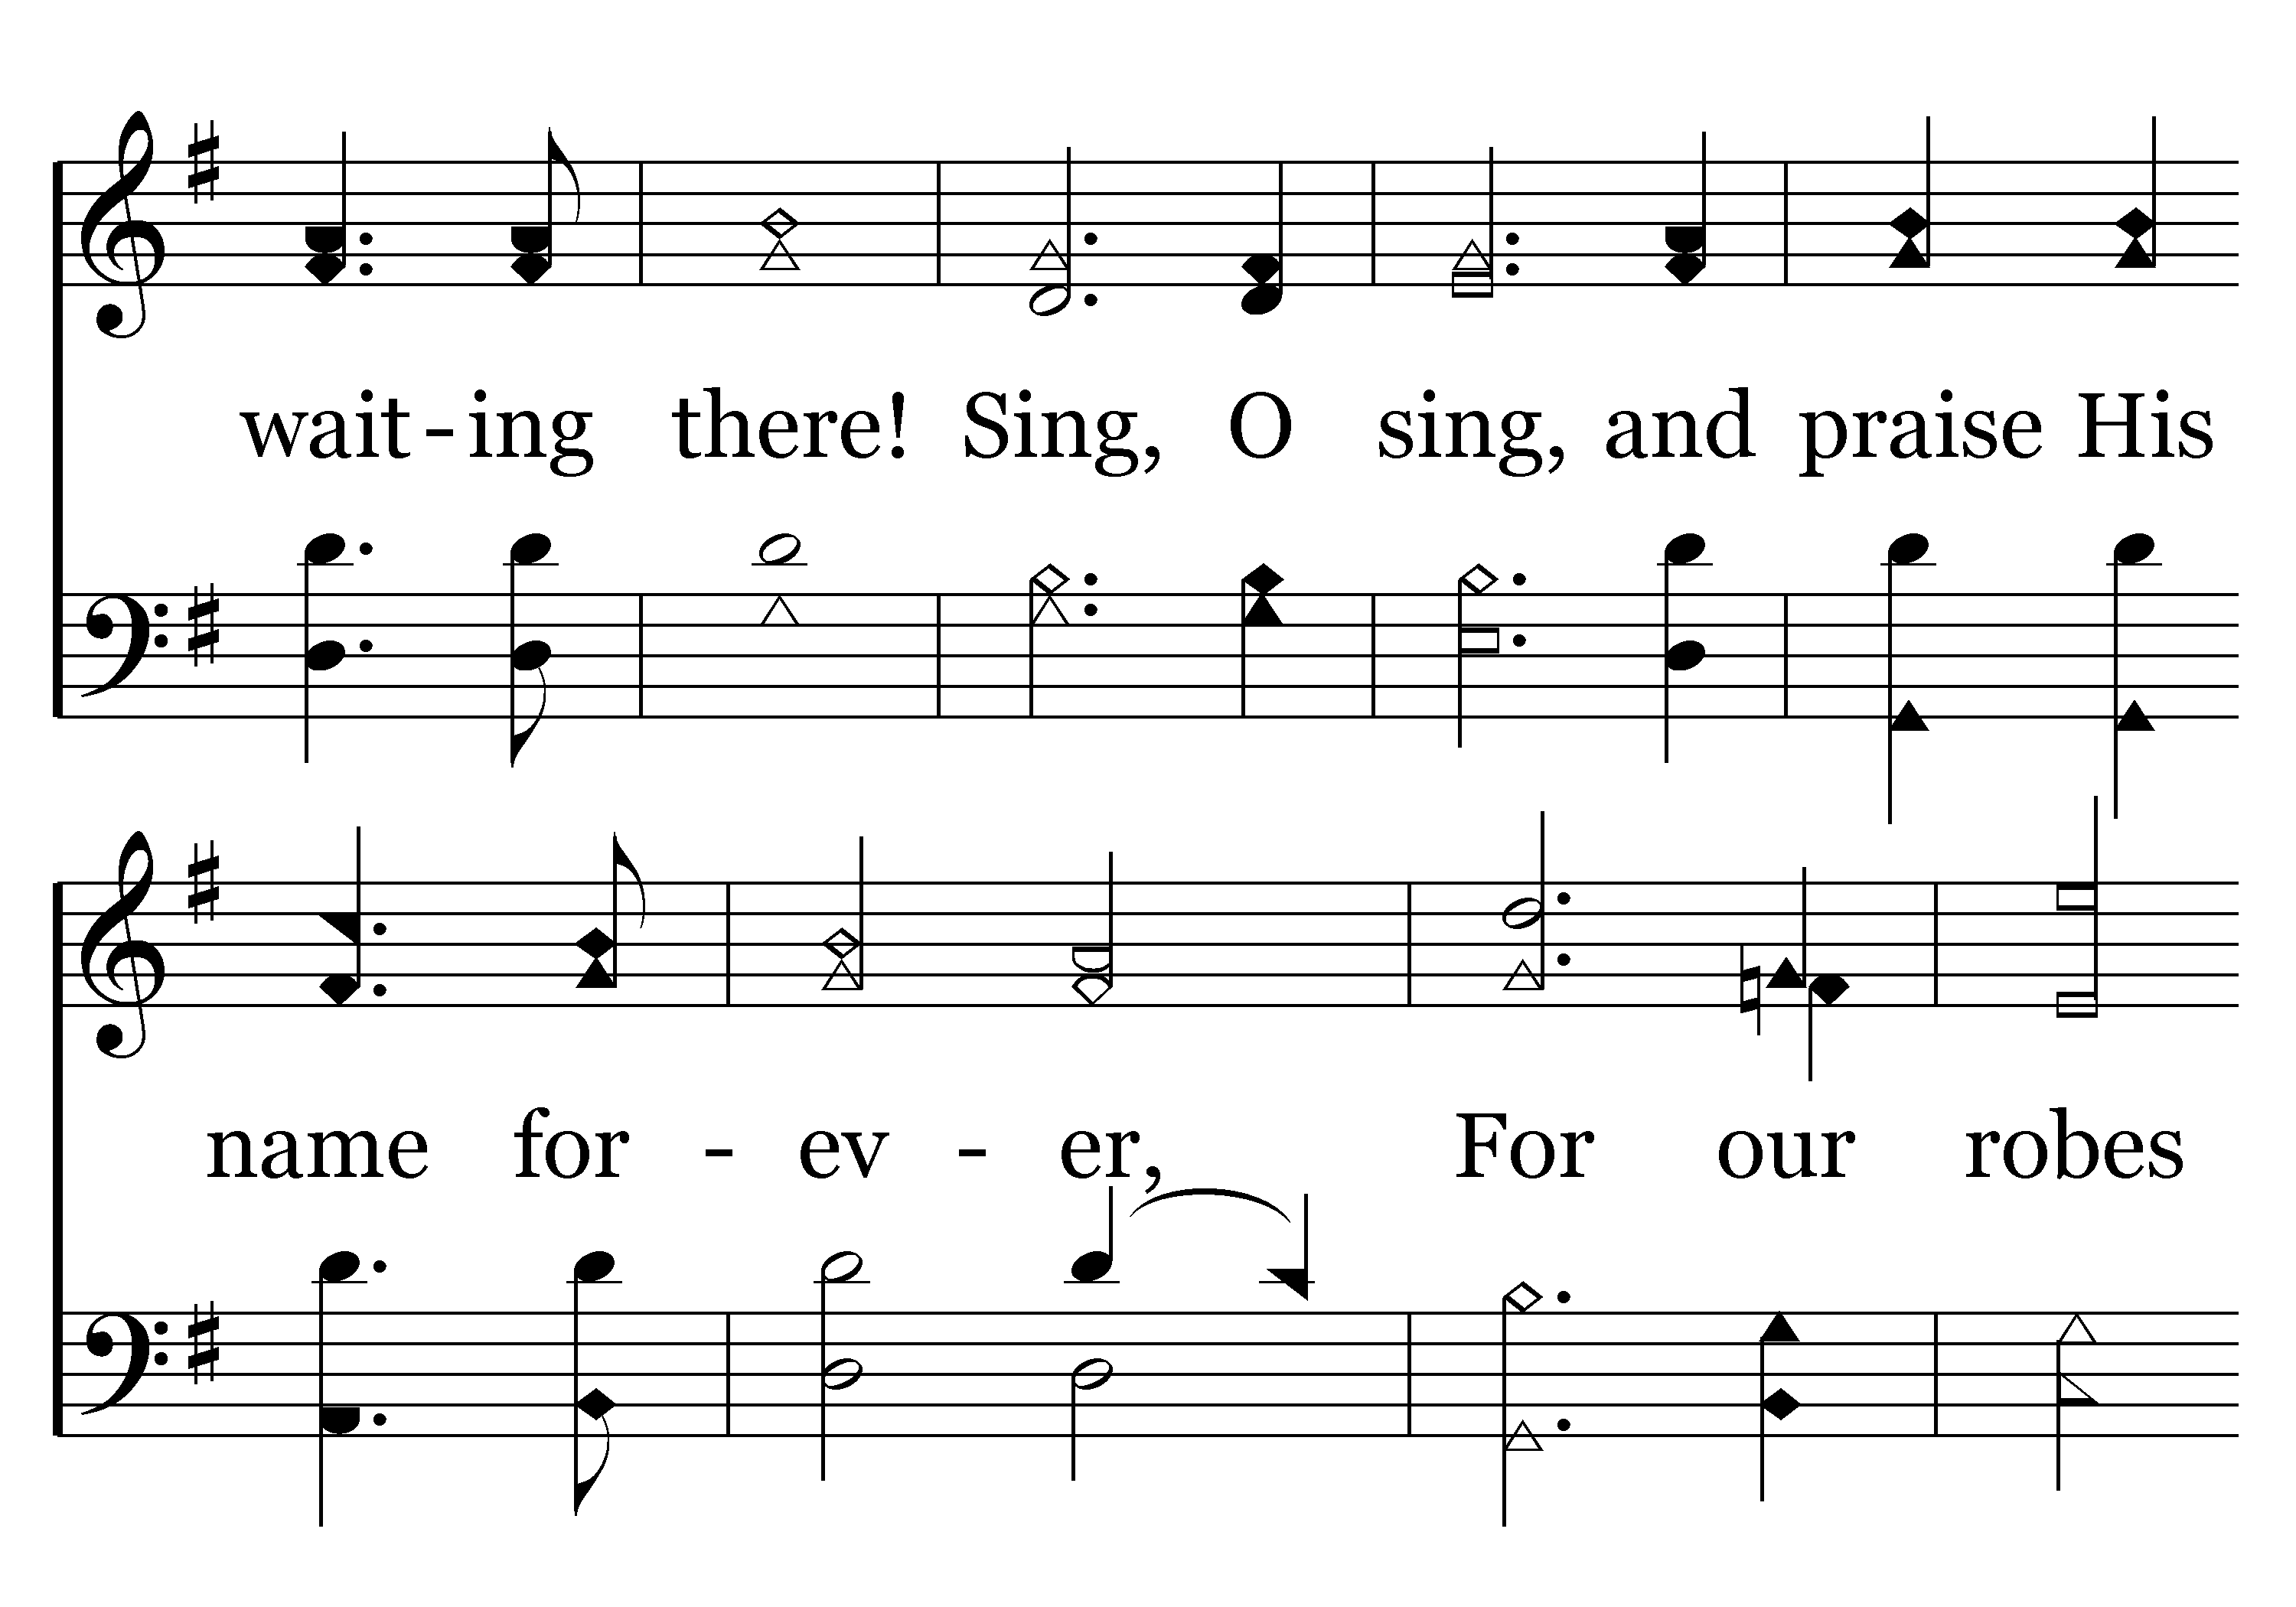 wait-ing there! Sing, O sing, and praise His
name for - ev - er, For our robes